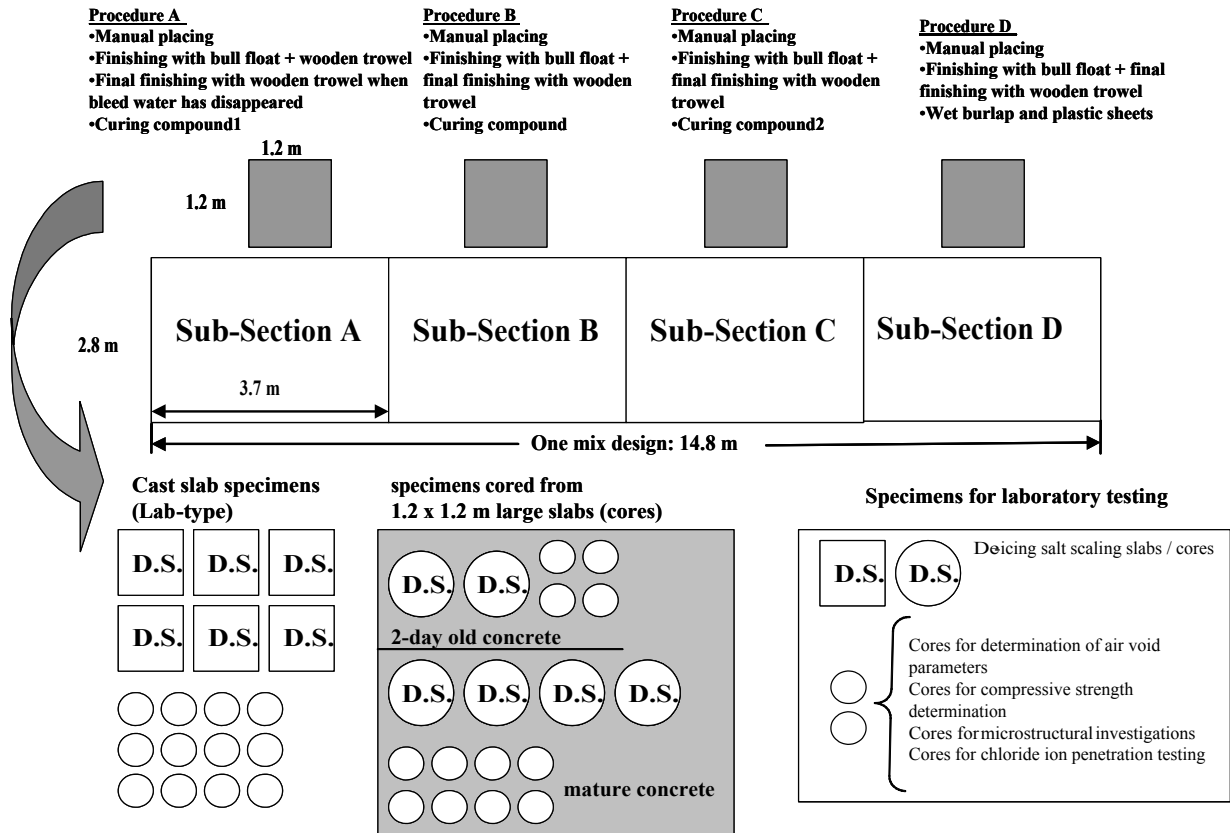 Procedure A
•Manual placing
•Finishing with bull float + wooden trowel
•Final finishing with wooden trowel when
bleed water has disappeared
•Curing compound1
Procedure B
•Manual placing
•Finishing with bull float +
final finishing with wooden
trowel
•Curing compound
Procedure C
•Manual placing
•Finishing with bull float +
final finishing with wooden
trowel
•Curing compound2
Procedure D
•Manual placing
•Finishing with bull float + final
finishing with wooden trowel
•Wet burlap and plastic sheets
1.2 m
1.2 m
2.8 m
Sub-Section A
Sub-Section B
Sub-Section C
Sub-Section D
3.7 m
One mix design: 14.8 m
Cast slab specimens
(Lab-type)
D.S. D.S. D.S.
D.S. D.S. D.S.
specimens cored from
1.2 x 1.2 m large slabs (cores)
D.S. D.S.
2-day old concrete
D.S. D.S. D.S. D.S.
mature concrete
Specimens for laboratory testing
D.S. D.S.
De-icing salt scaling slabs / cores
Cores for determination of air void
parameters
Cores for compressive strength
determination
Cores for microstructural investigations
Cores for chloride ion penetration testing